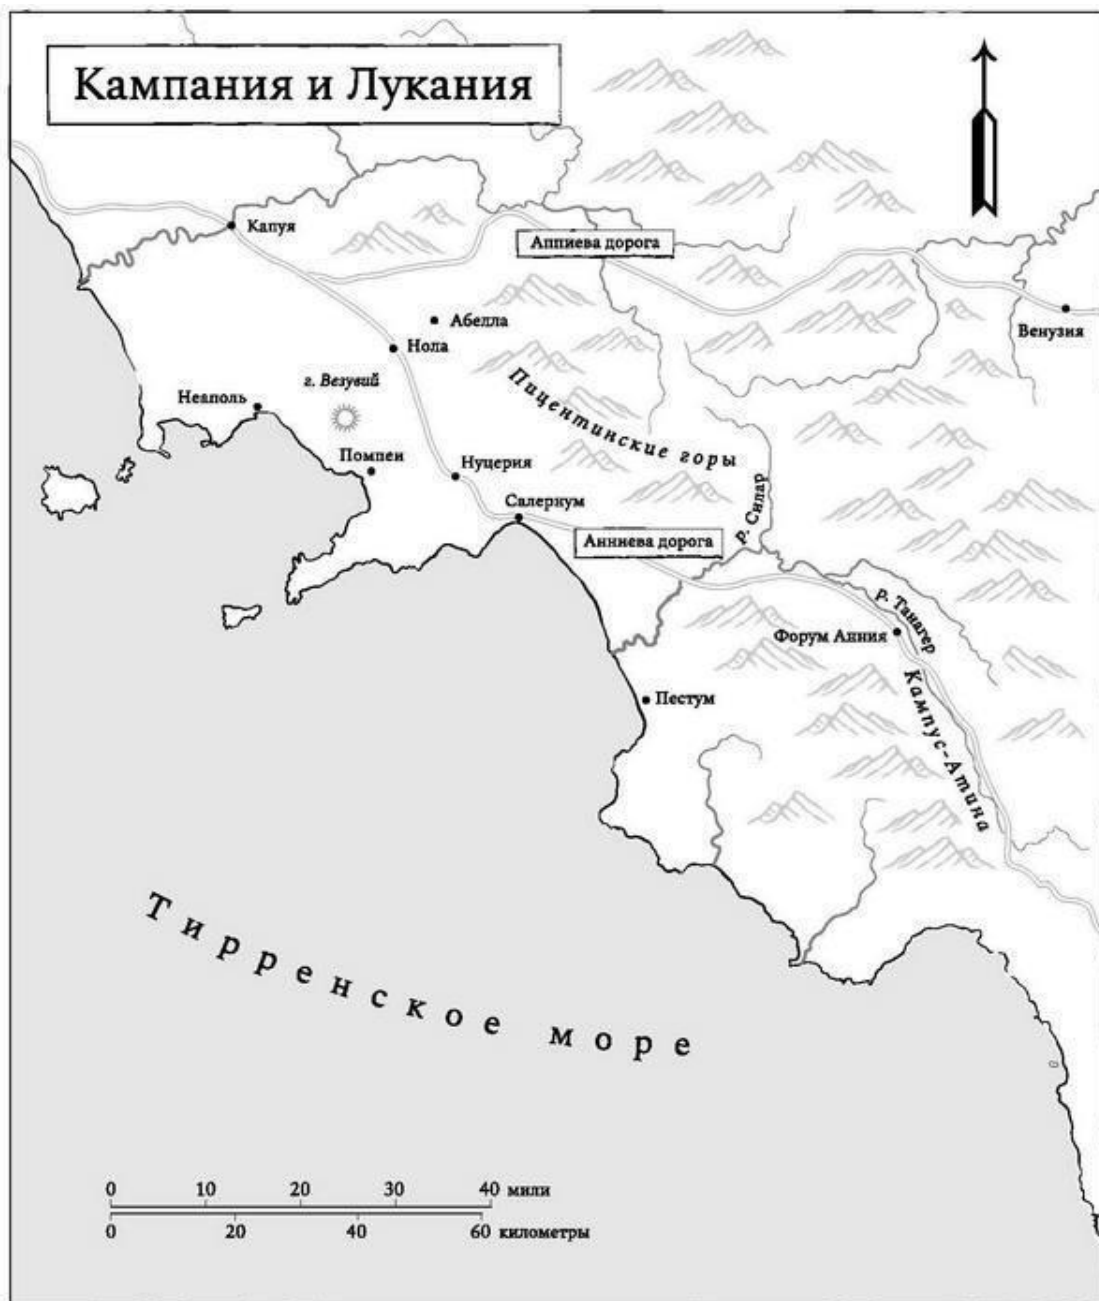 Кампания и Лукания
Капуя
Аппиева дорога
Абелла
Венузия
Нола
г. Везувий
Пицентинские горы
Неаполь
Помпеи
Нуцерия
Салернум
р. Силар
Анниева дорога
р. Танагер
Форум Анния
Кампус-Атина
Пестум
Тирренское море
0 10 20 30 40 мили
0 20 40 60 километры